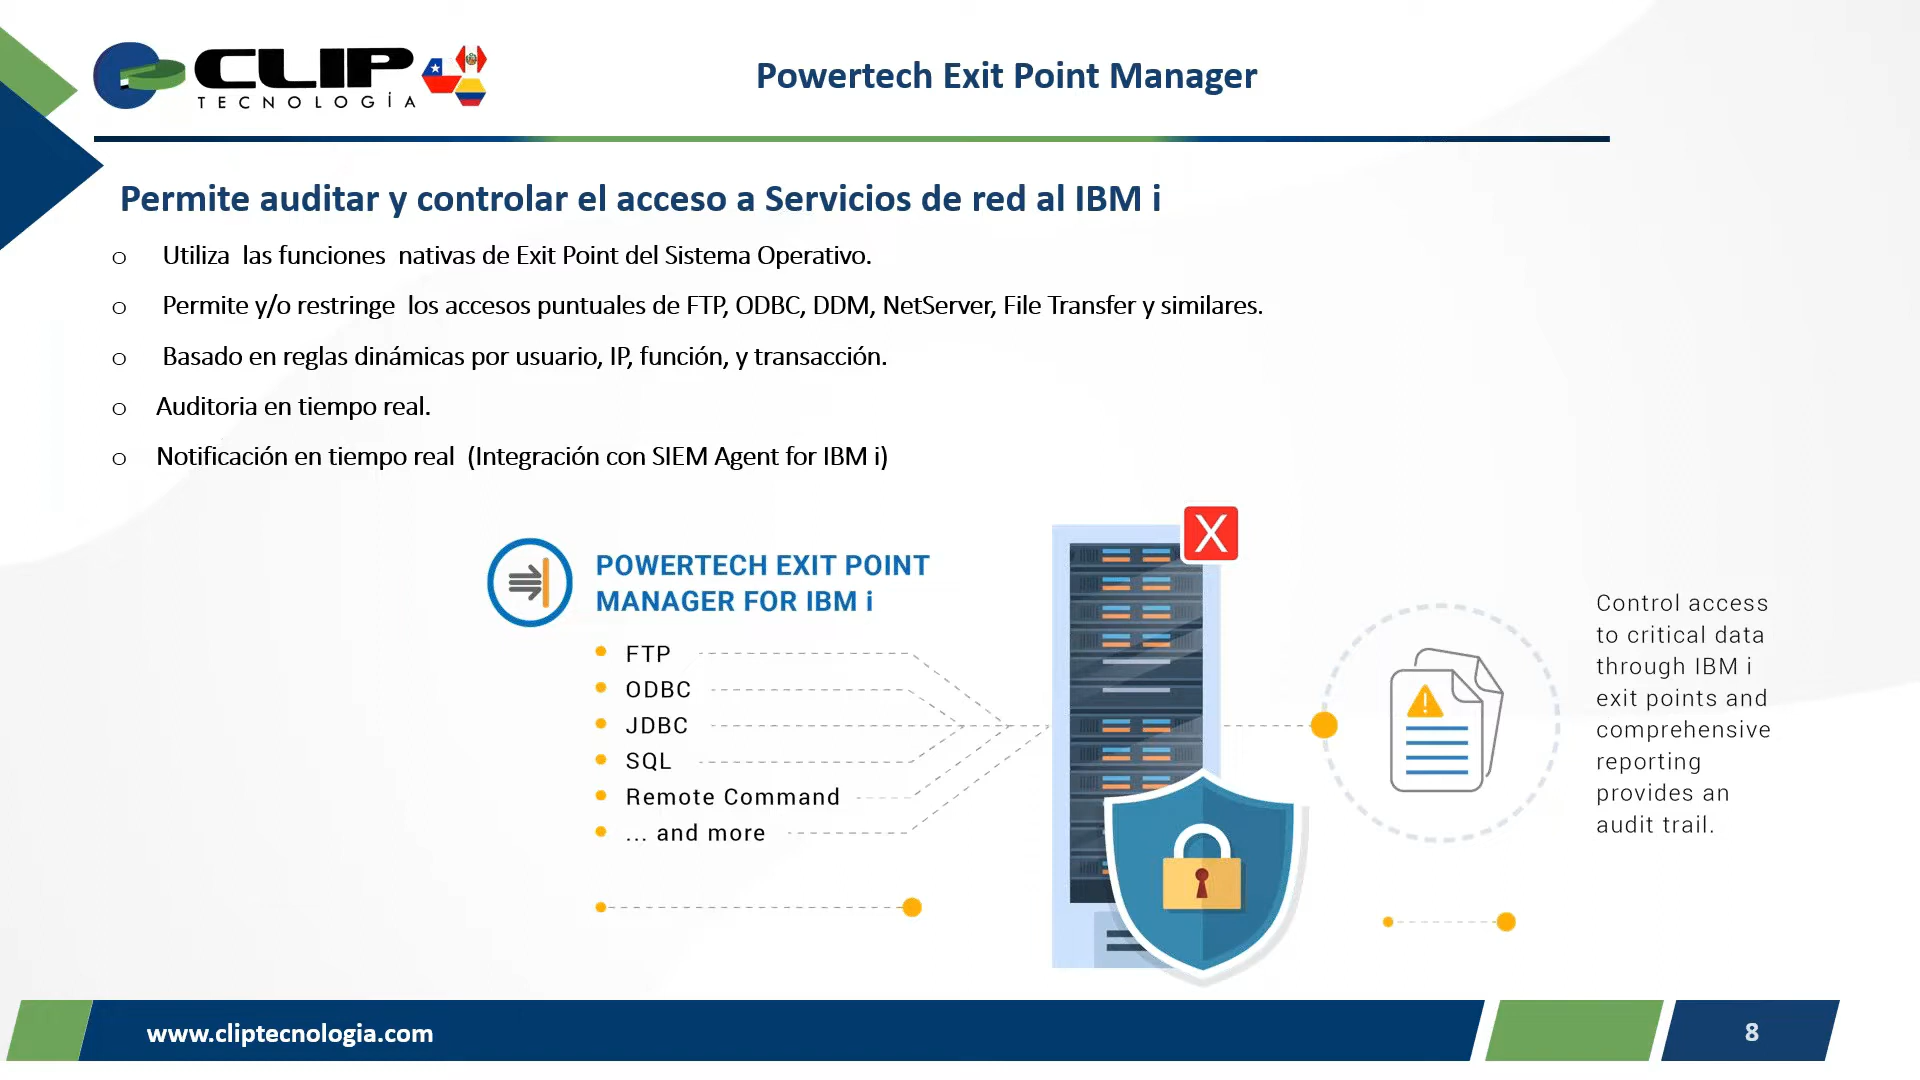 CLIP
TECNOLOGÍA
Powertech Exit Point Manager
Permite auditar y controlar el acceso a Servicios de red al IBM i
o Utiliza las funciones nativas de Exit Point del Sistema Operativo.
o Permite y/o restringe los accesos puntuales de FTP, ODBC, DDM, NetServer, File Transfer y similares.
o Basado en reglas dinámicas por usuario, IP, función, y transacción.
o Auditoria en tiempo real.
o Notificación en tiempo real (Integración con SIEM Agent for IBM i)
POWERTECH EXIT POINT
MANAGER FOR IBM i
• FTP
• ODBC
• JDBC
• SQL
• Remote Command
• ... and more
X
Control access
to critical data
through IBM i
exit points and
comprehensive
reporting
provides an
audit trail.
www.cliptecnologia.com
8